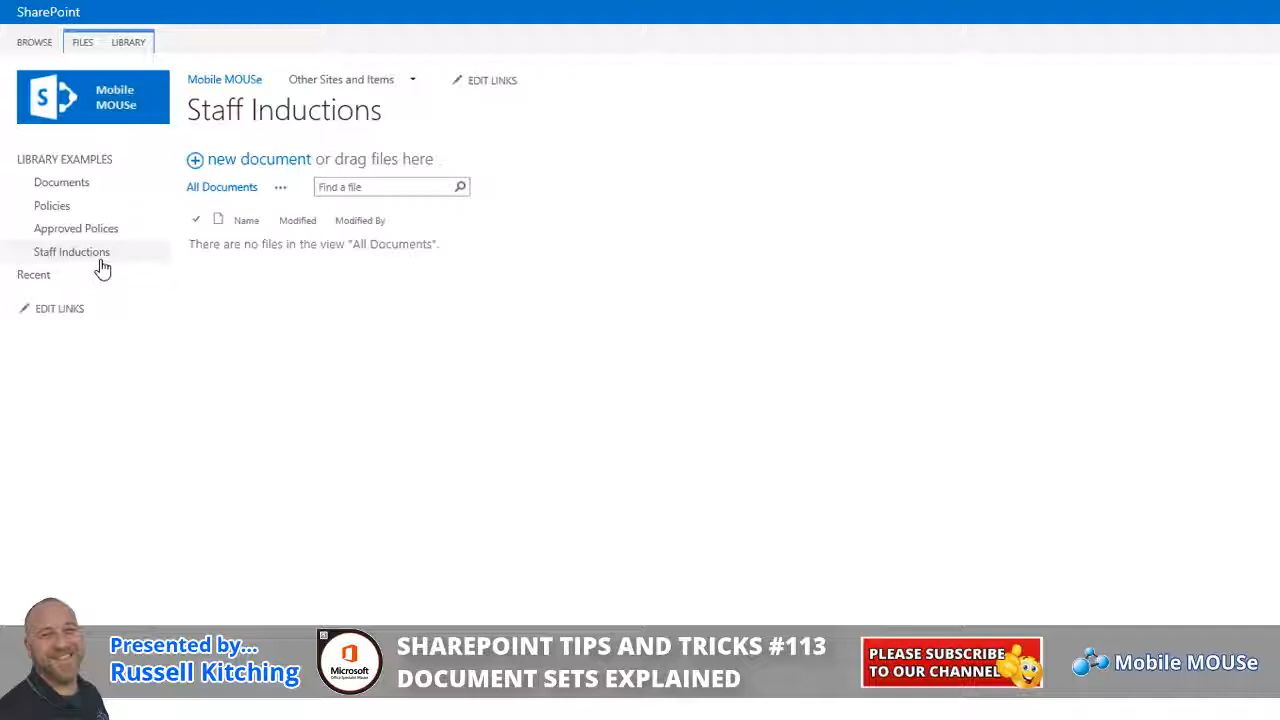 SharePoint
BROWSE FILES LIBRARY
S Mobile MOUSe
Mobile MOUSe Other Sites and Items EDIT LINKS
Staff Inductions
LIBRARY EXAMPLES
Documents
Policies
Approved Polices
Staff Inductions
Recent
EDIT LINKS
new document or drag files here
All Documents ... Find a file
Name Modified Modified By
There are no files in the view "All Documents".
Presented by...
Russell Kitching
Microsoft
Office Specialist Master
SHAREPOINT TIPS AND TRICKS #113
DOCUMENT SETS EXPLAINED
PLEASE SUBSCRIBE
TO OUR CHANNEL
Mobile MOUSe